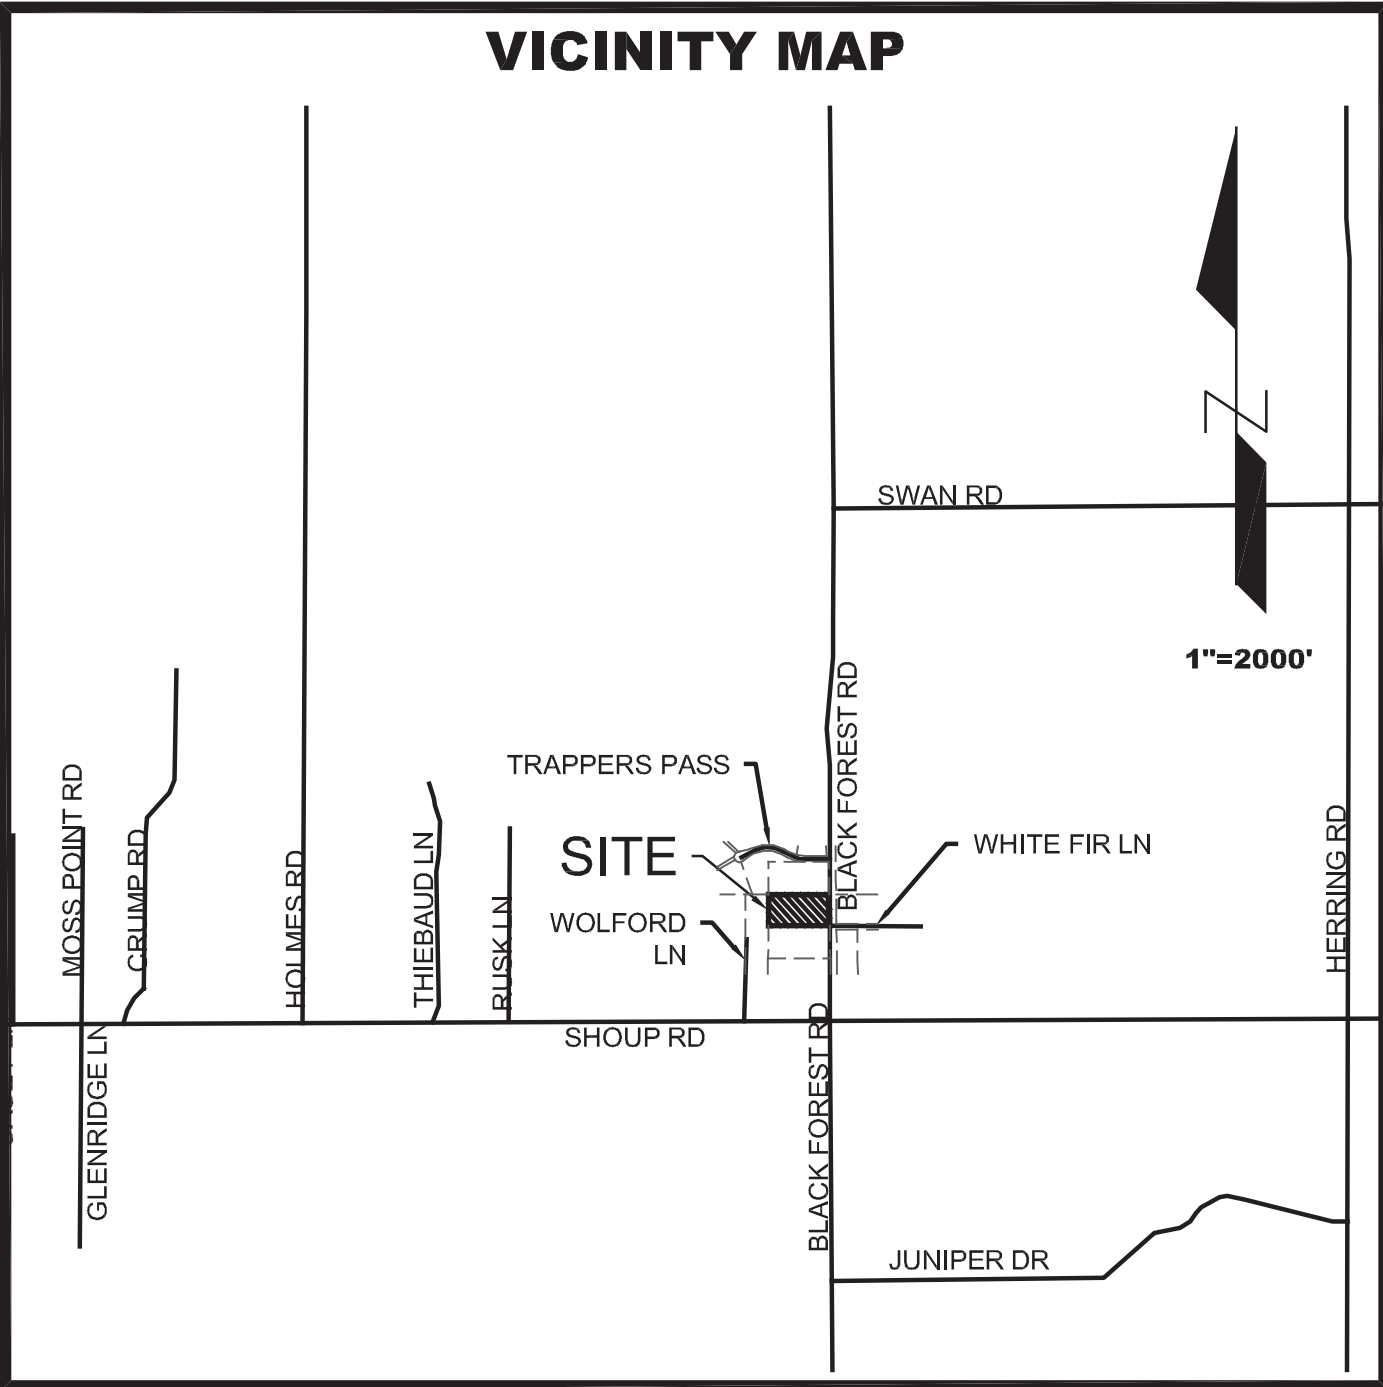 VICINITY MAP
SWAN RD
1"=2000'
BLACK FOREST RD
TRAPPERS PASS
MOSS POINT RD
CRUMP RD
HOLMES RD
THIEBAUD LN
RUSK LN
SITE
WHITE FIR LN
HERRING RD
WOLFORD
LN
SHOUP RD
GLENRIDGE LN
BLACK FOREST RD
JUNIPER DR
N